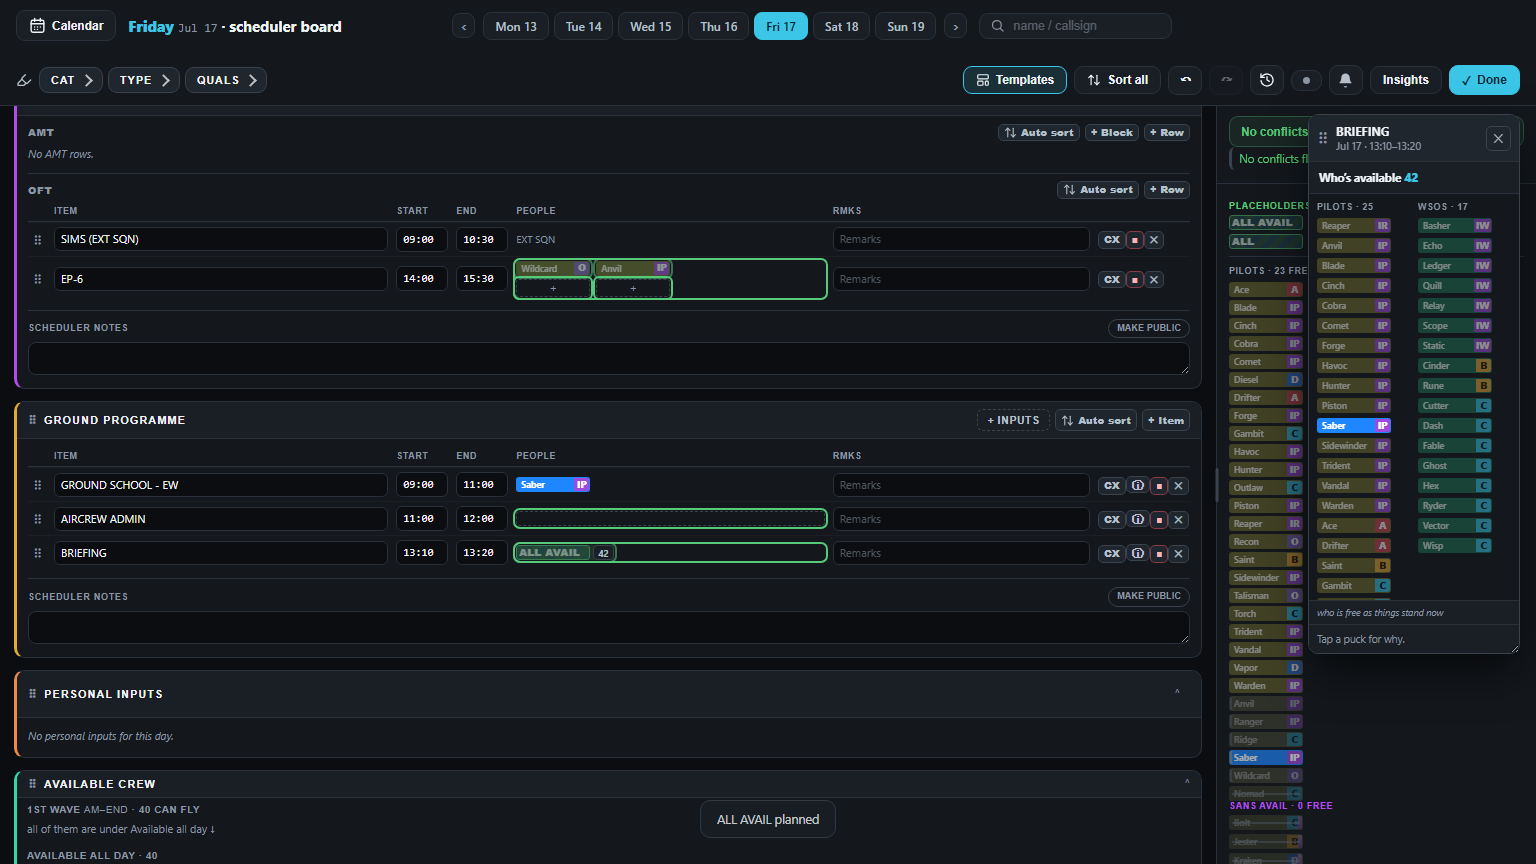 Calendar
Friday Jul 17 · scheduler board
‹ Mon 13 Tue 14 Wed 15 Thu 16 Fri 17 Sat 18 Sun 19 ›
name / callsign
CAT TYPE QUALS
Templates Sort all Insights ✓ Done
AMT
Auto sort + Block + Row
No AMT rows.
OFT
Auto sort + Row
ITEM START END PEOPLE RMKS
SIMS (EXT SQN) 09:00 10:30 EXT SQN Remarks CX
EP-6 14:00 15:30 Wildcard O Anvil IP + + Remarks CX
SCHEDULER NOTES
MAKE PUBLIC
GROUND PROGRAMME
+ INPUTS Auto sort + Item
ITEM START END PEOPLE RMKS
GROUND SCHOOL - EW 09:00 11:00 Saber IP Remarks CX
AIRCREW ADMIN 11:00 12:00 Remarks CX
BRIEFING 13:10 13:20 ALL AVAIL 42 Remarks CX
SCHEDULER NOTES
MAKE PUBLIC
PERSONAL INPUTS
No personal inputs for this day.
AVAILABLE CREW
1ST WAVE AM–END · 40 CAN FLY
all of them are under Available all day ↓
AVAILABLE ALL DAY · 40
ALL AVAIL planned
No conflicts
No conflicts fl
PLACEHOLDERS
ALL AVAIL
ALL
PILOTS · 23 FRE
Ace A
Blade IP
Cinch IP
Cobra IP
Comet IP
Diesel D
Drifter A
Forge IP
Gambit C
Havoc IP
Hunter IP
Outlaw C
Piston IP
Reaper IR
Recon O
Saint B
Sidewinder IP
Talisman O
Torch C
Trident IP
Vandal IP
Vapor D
Warden IP
Anvil IP
Ranger IP
Ridge C
Saber IP
Wildcard O
Nomad C
SANS AVAIL · 0 FREE
Bolt C
Jester B
Kraken
BRIEFING
Jul 17 · 13:10–13:20
Who's available 42
PILOTS · 25
Reaper IR
Anvil IP
Blade IP
Cinch IP
Cobra IP
Comet IP
Forge IP
Havoc IP
Hunter IP
Piston IP
Saber IP
Sidewinder IP
Trident IP
Vandal IP
Warden IP
Ace A
Drifter A
Saint B
Gambit C
WSOS · 17
Basher IW
Echo IW
Ledger IW
Quill IW
Relay IW
Scope IW
Static IW
Cinder B
Rune B
Cutter C
Dash C
Fable C
Ghost C
Hex C
Ryder C
Vector C
Wisp C
who is free as things stand now
Tap a puck for why.